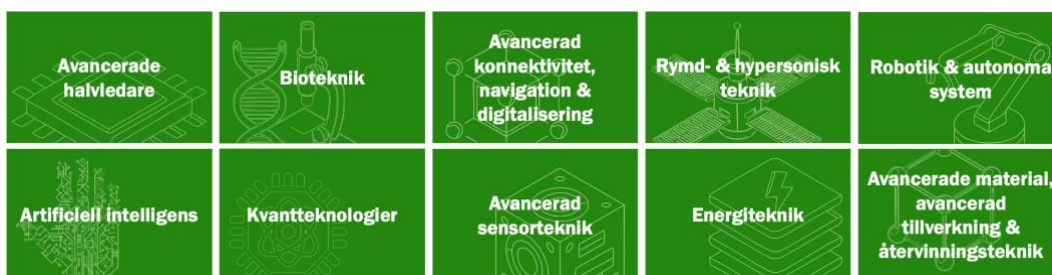 Avancerade
halvledare
Bioteknik
Avancerad
konnektivitet,
navigation &
digitalisering
Rymd- & hypersonisk
teknik
Robotik & autonoma
system
Artificiell intelligens
Kvantteknologier
Avancerad
sensorteknik
Energiteknik
Avancerade material,
avancerad
tillverkning &
återvinningsteknik